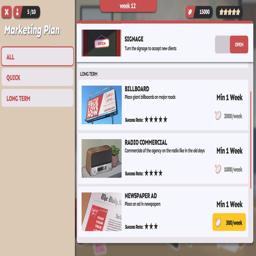 5/10
week 12
15000
Marketing Plan
ALL
QUICK
LONG TERM
SIGNAGE
Turn the signage to accept new clients
OPEN
LONG TERM
BILLBOARD
Place giant billboards on major roads
Min 1 Week
2000/week
Success Rate:
RADIO COMMERCIAL
Commercials of the agency on the radio like in the old days
Min 1 Week
1000/week
Success Rate:
NEWSPAPER AD
Place an ad in newspapers
Min 1 Week
300/week
Success Rate: